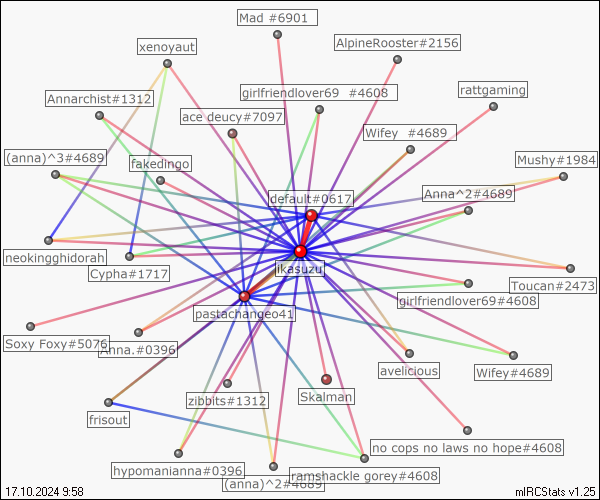 Mad #6901
xenoyaut
AlpineRooster#2156
Annarchist#1312
girlfriendlover69 #4608
rattgaming
ace deucy#7097
Wifey #4689
(anna)^3#4689
fakedingo
Mushy#1984
default#0617
Anna^2#4689
neokingghidorah
Cypha#1717
ikasuzu
Toucan#2473
girlfriendlover69#4608
pastachangeo41
Soxy Foxy#5076
Anna.#0396
avelicious
Wifey#4689
zibbits#1312
Skalman
frisout
no cops no laws no hope#4608
hypomanianna#0396
(anna)^2#4689
ramshackle gorey#4608
17.10.2024 9:58
mIRCStats v1.25